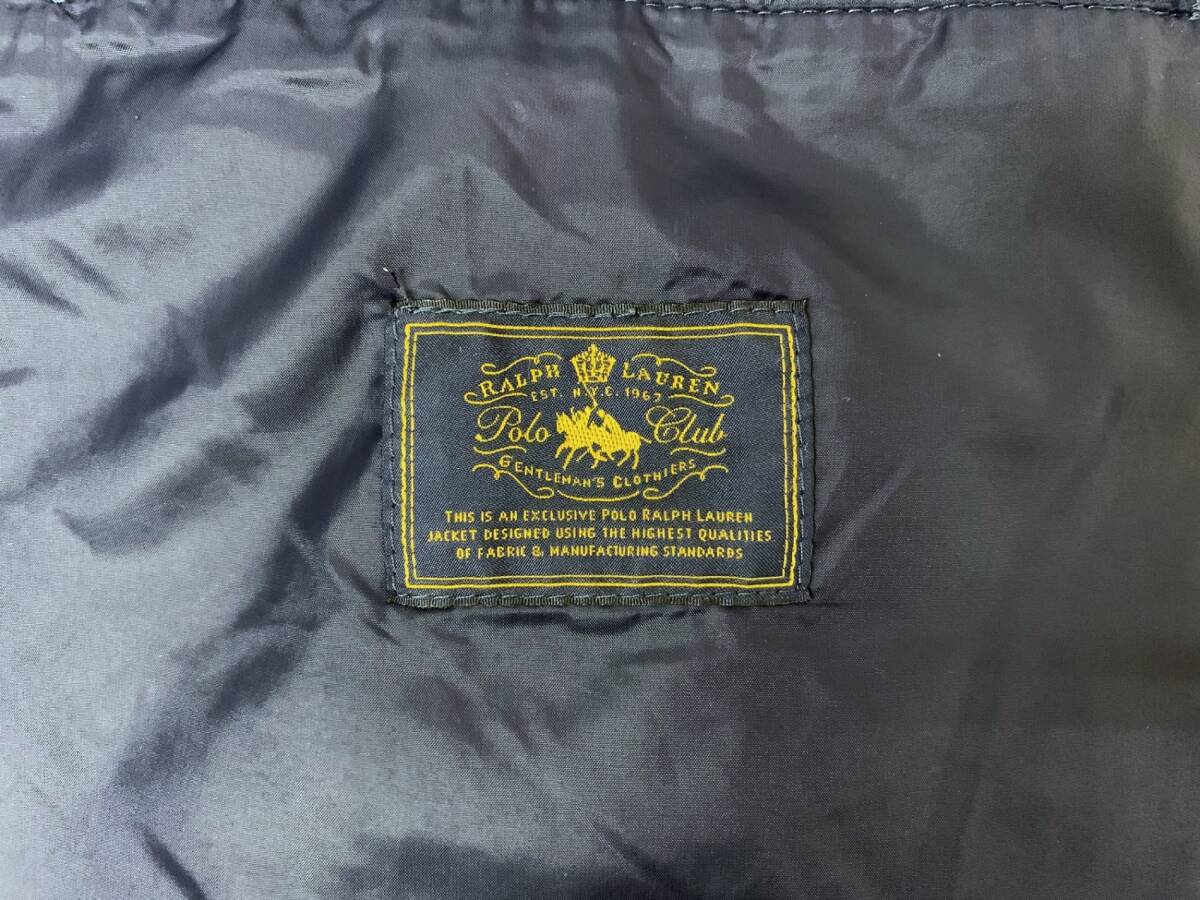 RALPH LAUREN
EST. N.Y.C. 1967
Polo Club
GENTLEMAN'S CLOTHIERS
THIS IS AN EXCLUSIVE POLO RALPH LAUREN
JACKET DESIGNED USING THE HIGHEST QUALITIES
OF FABRIC & MANUFACTURING STANDARDS